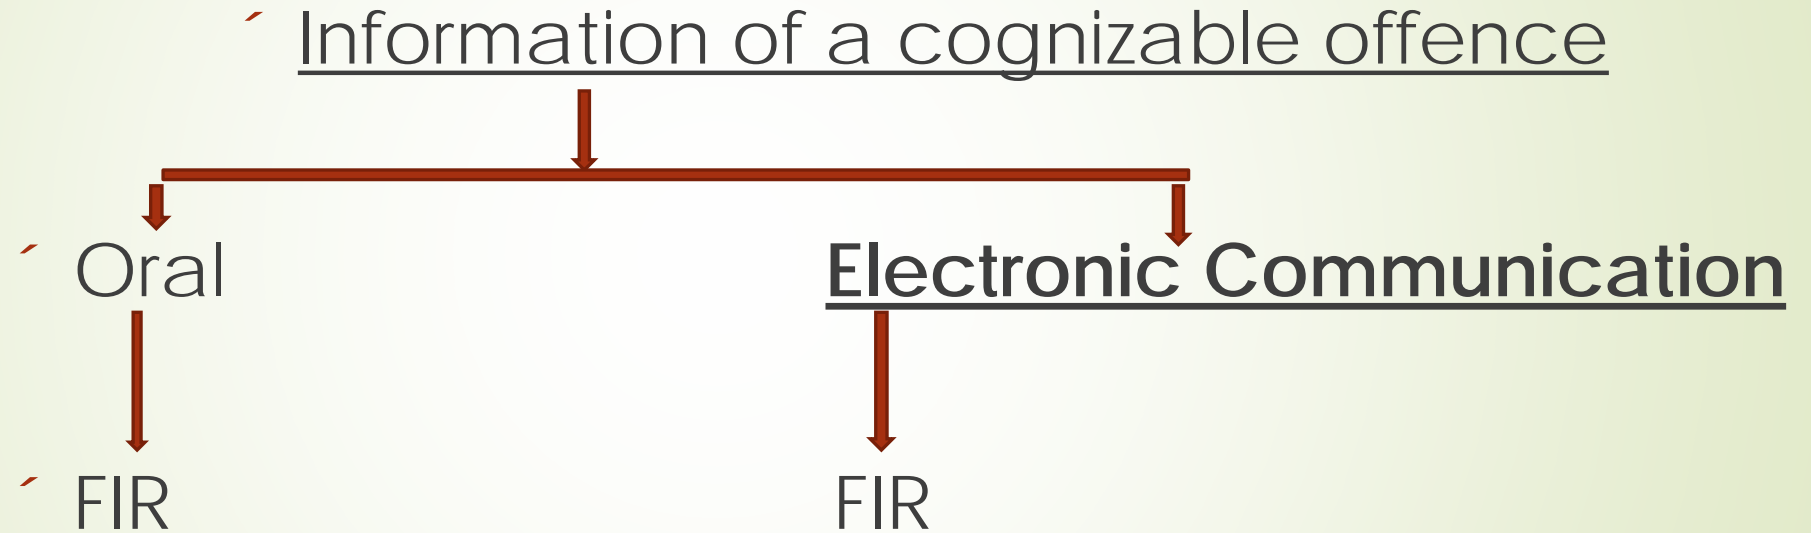 Information of a cognizable offence
Oral Electronic Communication
FIR FIR